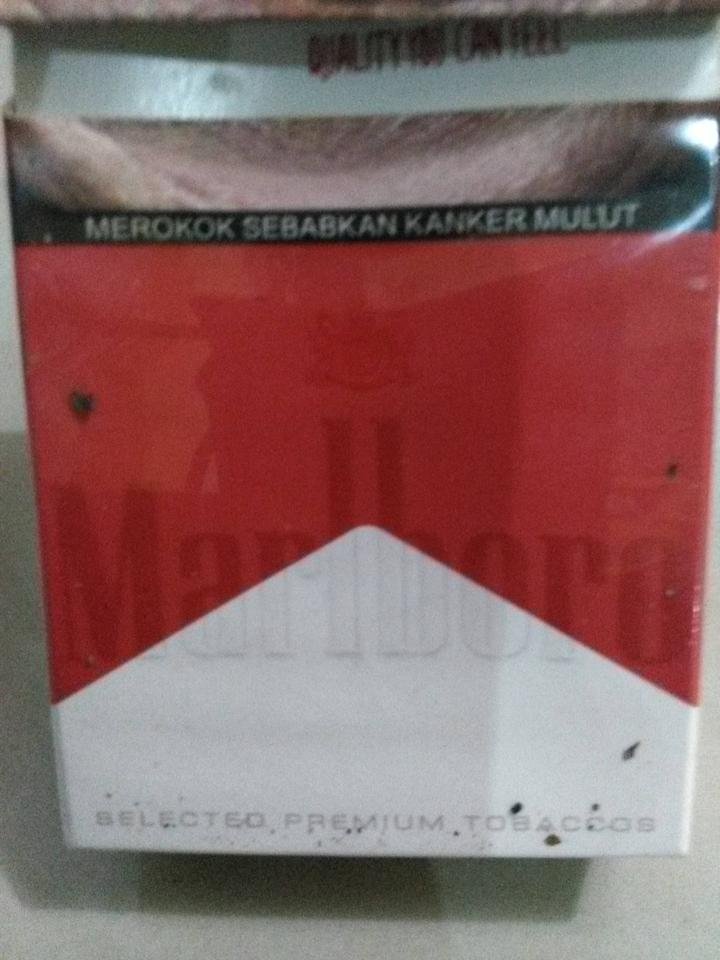 QUALITY YOU CAN FEEL
MEROKOK SEBABKAN KANKER MULUT
Marlboro
SELECTED PREMIUM TOBACCOS